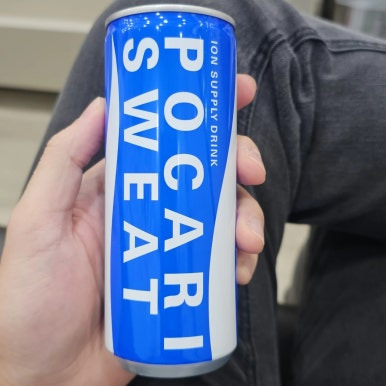 ION SUPPLY DRINK
POCARI
SWEAT